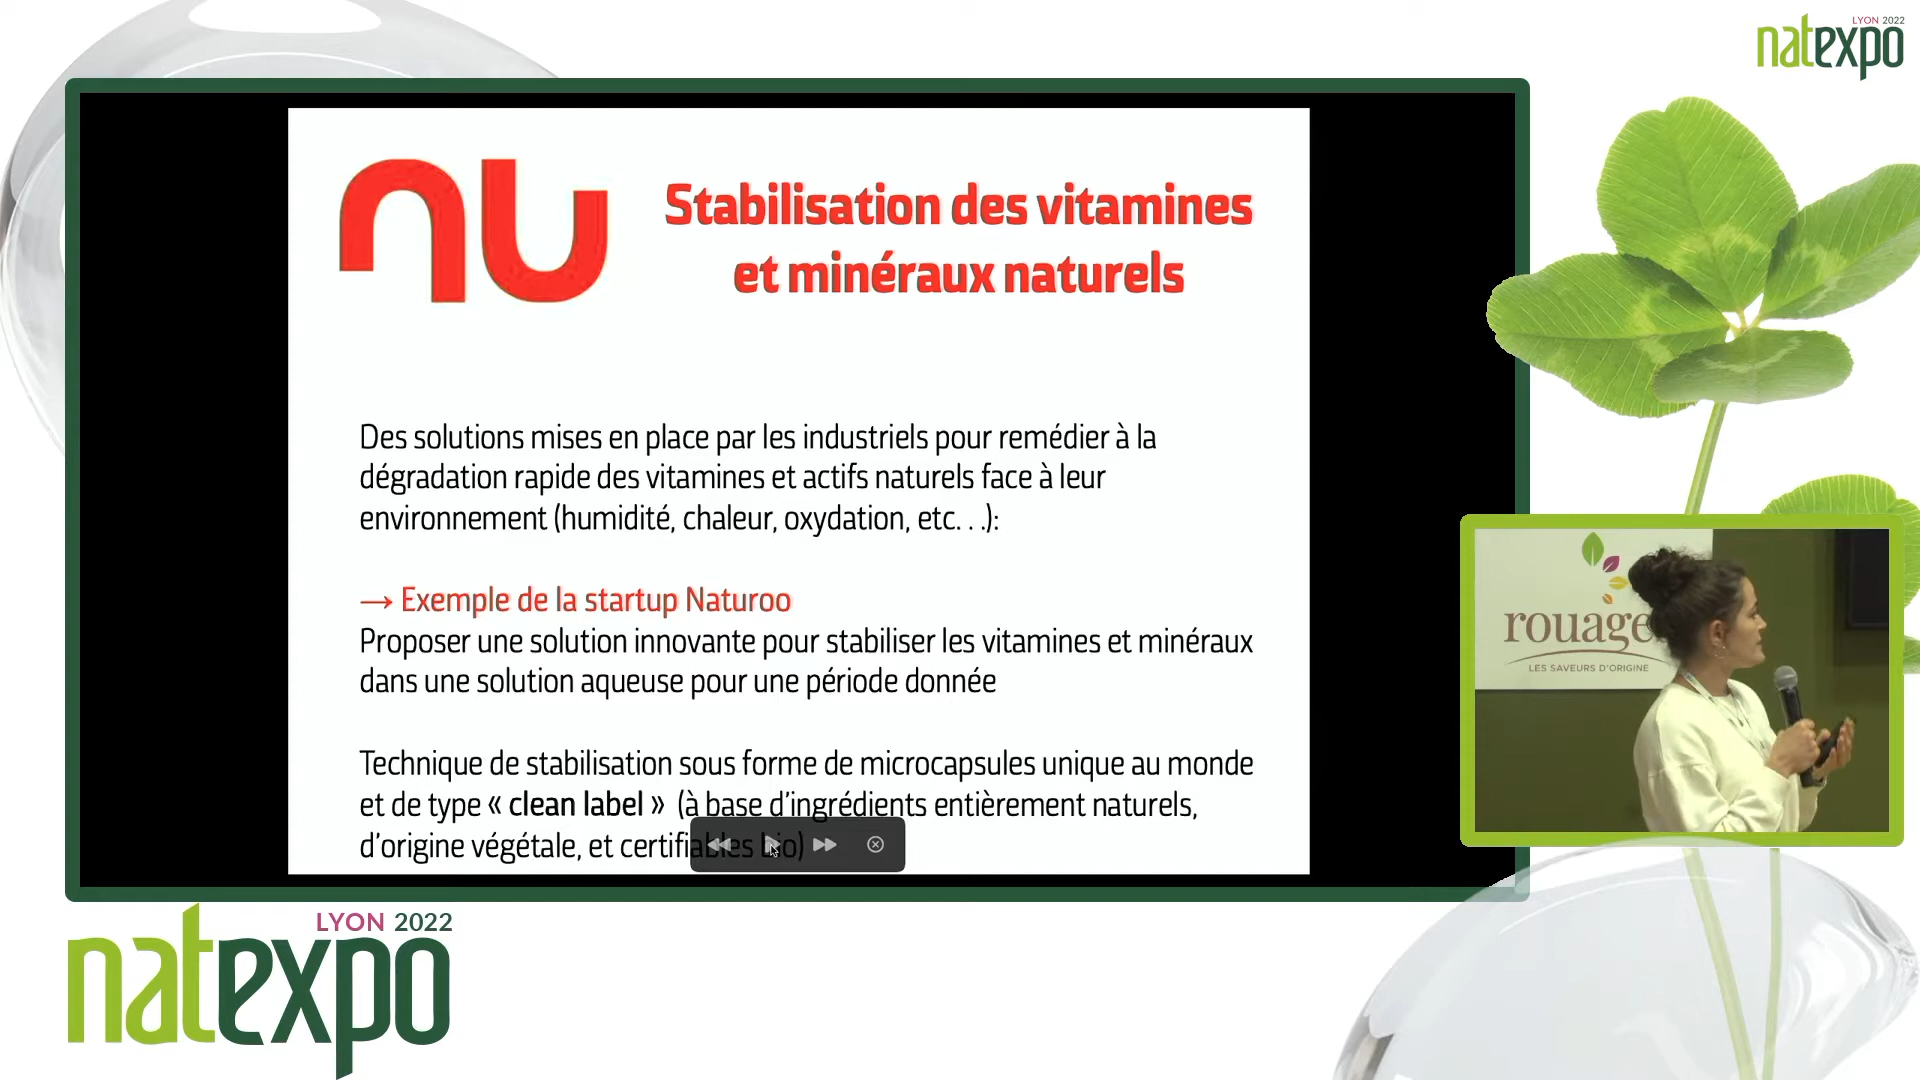 LYON 2022
natexpo
nu
Stabilisation des vitamines
et minéraux naturels
Des solutions mises en place par les industriels pour remédier à la
dégradation rapide des vitamines et actifs naturels face à leur
environnement (humidité, chaleur, oxydation, etc. . .):
→ Exemple de la startup Naturoo
Proposer une solution innovante pour stabiliser les vitamines et minéraux
dans une solution aqueuse pour une période donnée
Technique de stabilisation sous forme de microcapsules unique au monde
et de type « clean label » (à base d'ingrédients entièrement naturels,
d'origine végétale, et certifiables bio)
rouage
LES SAVEURS D'ORIGINE
LYON 2022
natexpo